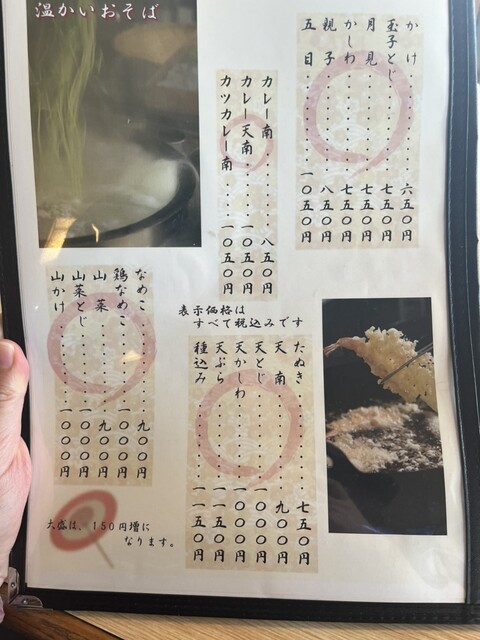 温かいおそば
かけ・・・・・・・・・六五〇円
玉子とじ・・・・・・・七五〇円
月見・・・・・・・・・七五〇円
かしわ・・・・・・・・七五〇円
親子・・・・・・・・・八五〇円
五目・・・・・・・・一〇五〇円
カレー南・・・・・八五〇円
カレー天南・・・一〇五〇円
カツカレー南・・一〇五〇円
表示価格は
すべて税込みです
なめこ・・・・・・・九〇〇円
鶏なめこ・・・・・一〇〇〇円
山菜・・・・・・・・九〇〇円
山菜とじ・・・・・一〇〇〇円
山かけ・・・・・・一〇〇〇円
たぬき・・・・・・・・七五〇円
天南・・・・・・・・・九〇〇円
天とじ・・・・・・・一〇〇〇円
天かしわ・・・・・・一〇〇〇円
天ぷら・・・・・・・一一五〇円
種込み・・・・・・・一一五〇円
大盛は、150円増に
なります。